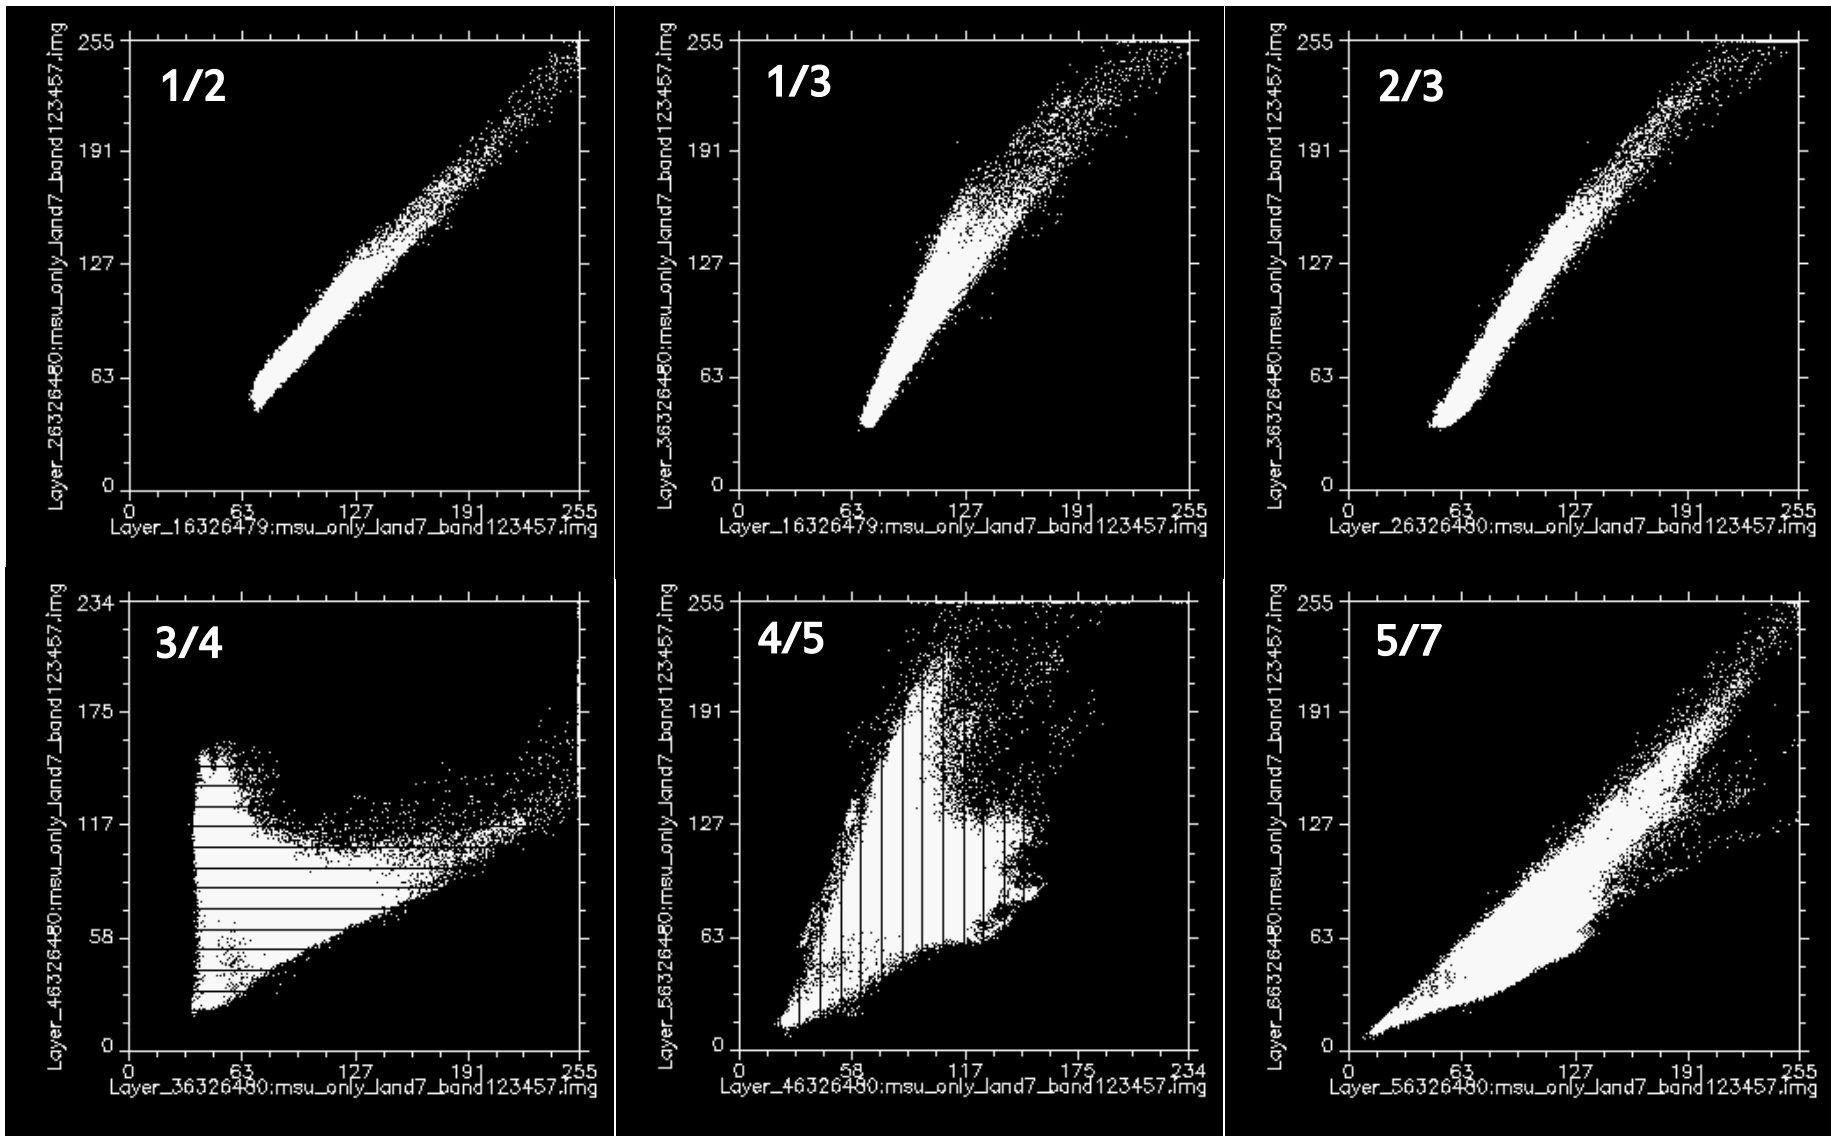 1/2
255
191
127
63
0
0 63 127 191 255
Layer_26326480:msu_only_land7_band123457.img
Layer_16326479:msu_only_land7_band123457.img
1/3
255
191
127
63
0
0 63 127 191 255
Layer_36326480:msu_only_land7_band123457.img
Layer_16326479:msu_only_land7_band123457.img
2/3
255
191
127
63
0
0 63 127 191 255
Layer_36326480:msu_only_land7_band123457.img
Layer_26326480:msu_only_land7_band123457.img
3/4
234
175
117
58
0
0 63 127 191 255
Layer_46326480:msu_only_land7_band123457.img
Layer_36326480:msu_only_land7_band123457.img
4/5
255
191
127
63
0
0 58 117 175 234
Layer_56326480:msu_only_land7_band123457.img
Layer_46326480:msu_only_land7_band123457.img
5/7
255
191
127
63
0
0 63 127 191 255
Layer_66326480:msu_only_land7_band123457.img
Layer_56326480:msu_only_land7_band123457.img